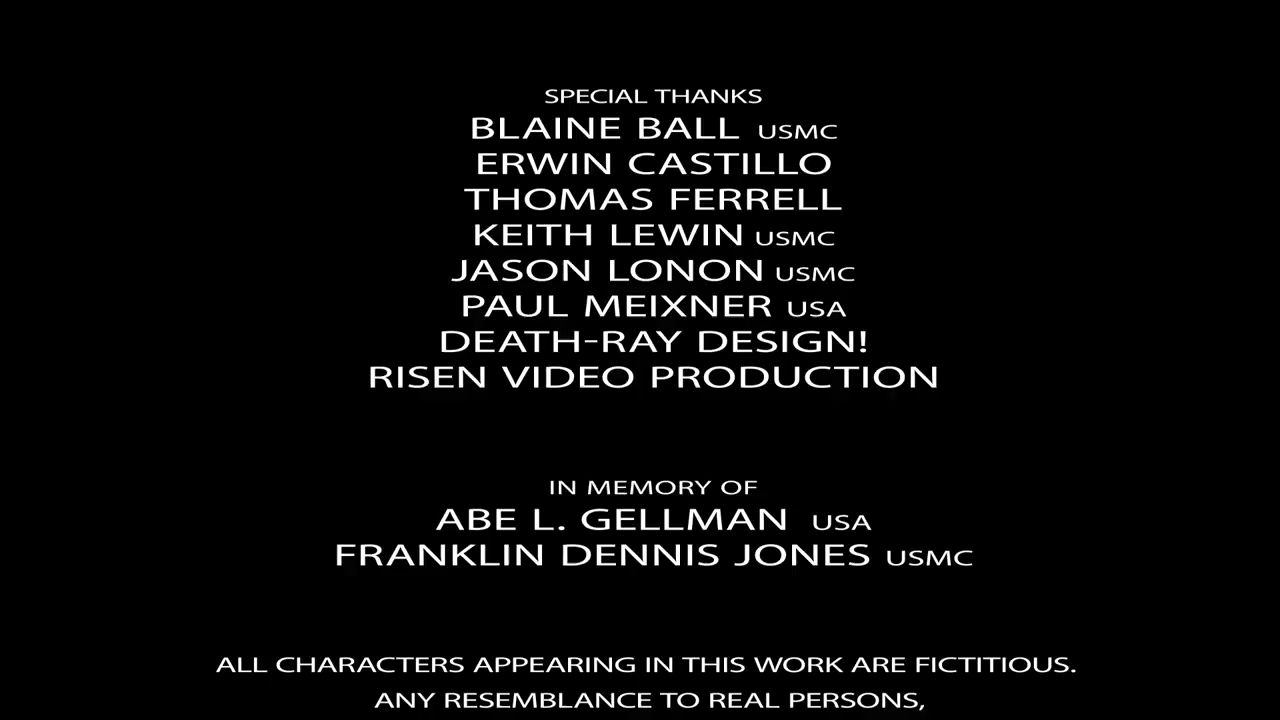 SPECIAL THANKS
BLAINE BALL USMC
ERWIN CASTILLO
THOMAS FERRELL
KEITH LEWIN USMC
JASON LONON USMC
PAUL MEIXNER USA
DEATH-RAY DESIGN!
RISEN VIDEO PRODUCTION
IN MEMORY OF
ABE L. GELLMAN USA
FRANKLIN DENNIS JONES USMC
ALL CHARACTERS APPEARING IN THIS WORK ARE FICTITIOUS.
ANY RESEMBLANCE TO REAL PERSONS,